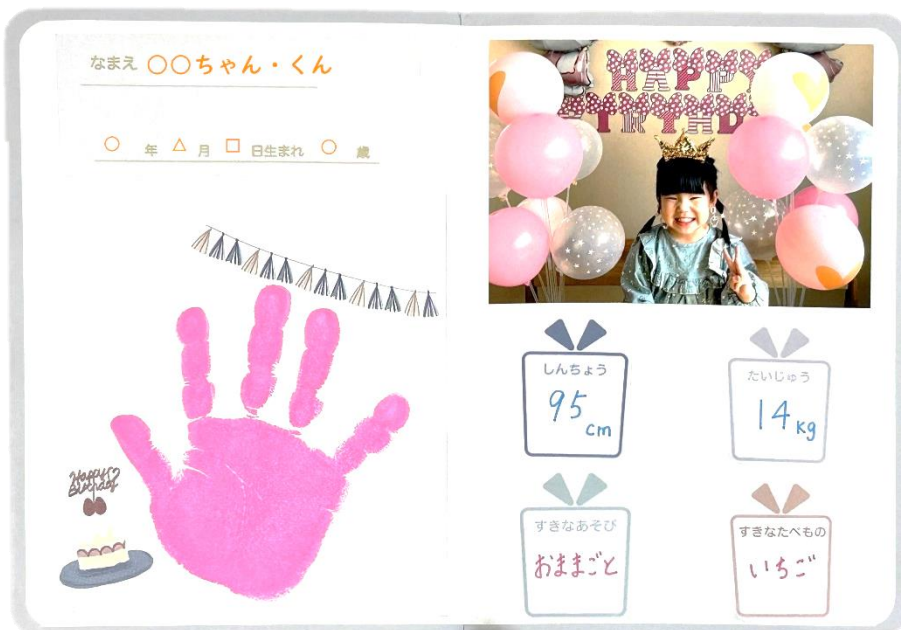 なまえ ○○ちゃん・くん
○ 年 △ 月 □ 日生まれ ○ 歳
Happy
Birthday
HAPPY
BIRTHD
しんちょう
95 cm
たいじゅう
14 kg
すきなあそび
おままごと
すきなたべもの
いちご